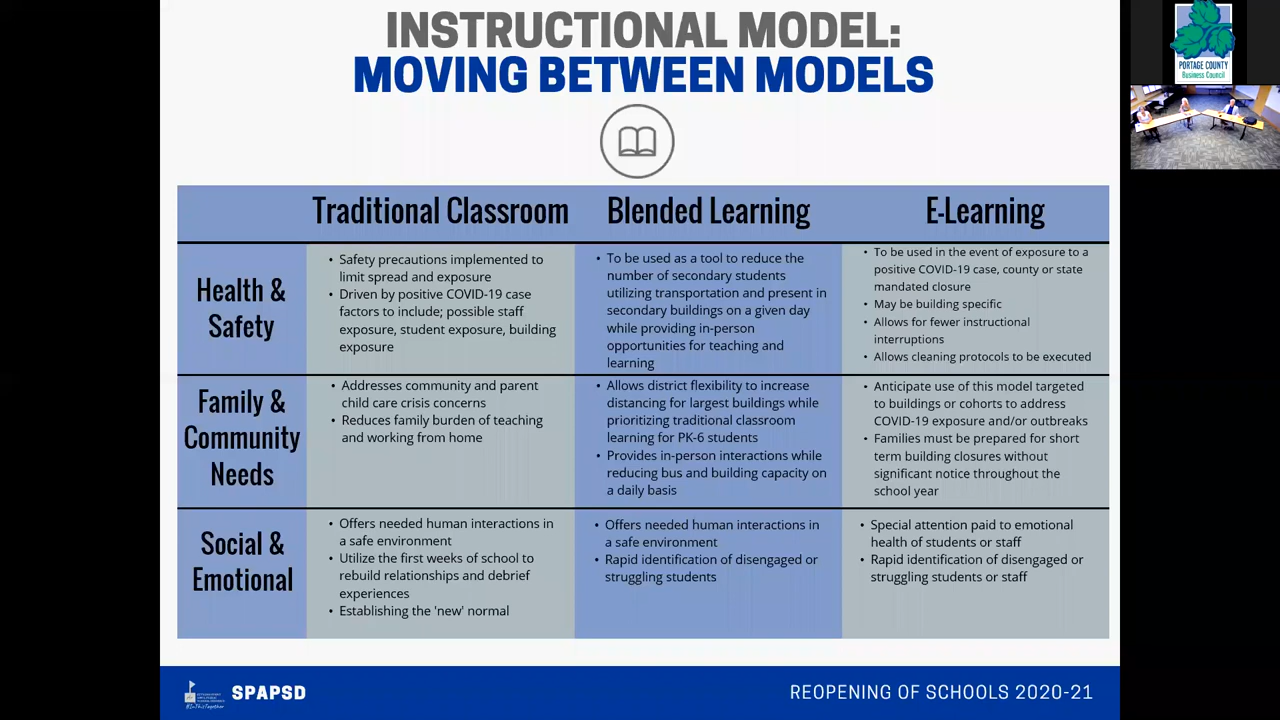 INSTRUCTIONAL MODEL:
MOVING BETWEEN MODELS
PORTAGE COUNTY
Business Council
Traditional Classroom
Blended Learning
E-Learning
Health &
Safety
• Safety precautions implemented to
limit spread and exposure
• Driven by positive COVID-19 case
factors to include; possible staff
exposure, student exposure, building
exposure
• To be used as a tool to reduce the
number of secondary students
utilizing transportation and present in
secondary buildings on a given day
while providing in-person
opportunities for teaching and
learning
• To be used in the event of exposure to a
positive COVID-19 case, county or state
mandated closure
• May be building specific
• Allows for fewer instructional
interruptions
• Allows cleaning protocols to be executed
Family &
Community
Needs
• Addresses community and parent
child care crisis concerns
• Reduces family burden of teaching
and working from home
• Allows district flexibility to increase
distancing for largest buildings while
prioritizing traditional classroom
learning for PK-6 students
• Provides in-person interactions while
reducing bus and building capacity on
a daily basis
• Anticipate use of this model targeted
to buildings or cohorts to address
COVID-19 exposure and/or outbreaks
• Families must be prepared for short
term building closures without
significant notice throughout the
school year
Social &
Emotional
• Offers needed human interactions in
a safe environment
• Utilize the first weeks of school to
rebuild relationships and debrief
experiences
• Establishing the 'new' normal
• Offers needed human interactions in
a safe environment
• Rapid identification of disengaged or
struggling students
• Special attention paid to emotional
health of students or staff
• Rapid identification of disengaged or
struggling students or staff
#InThisTogether
SPAPSD
REOPENING OF SCHOOLS 2020-21